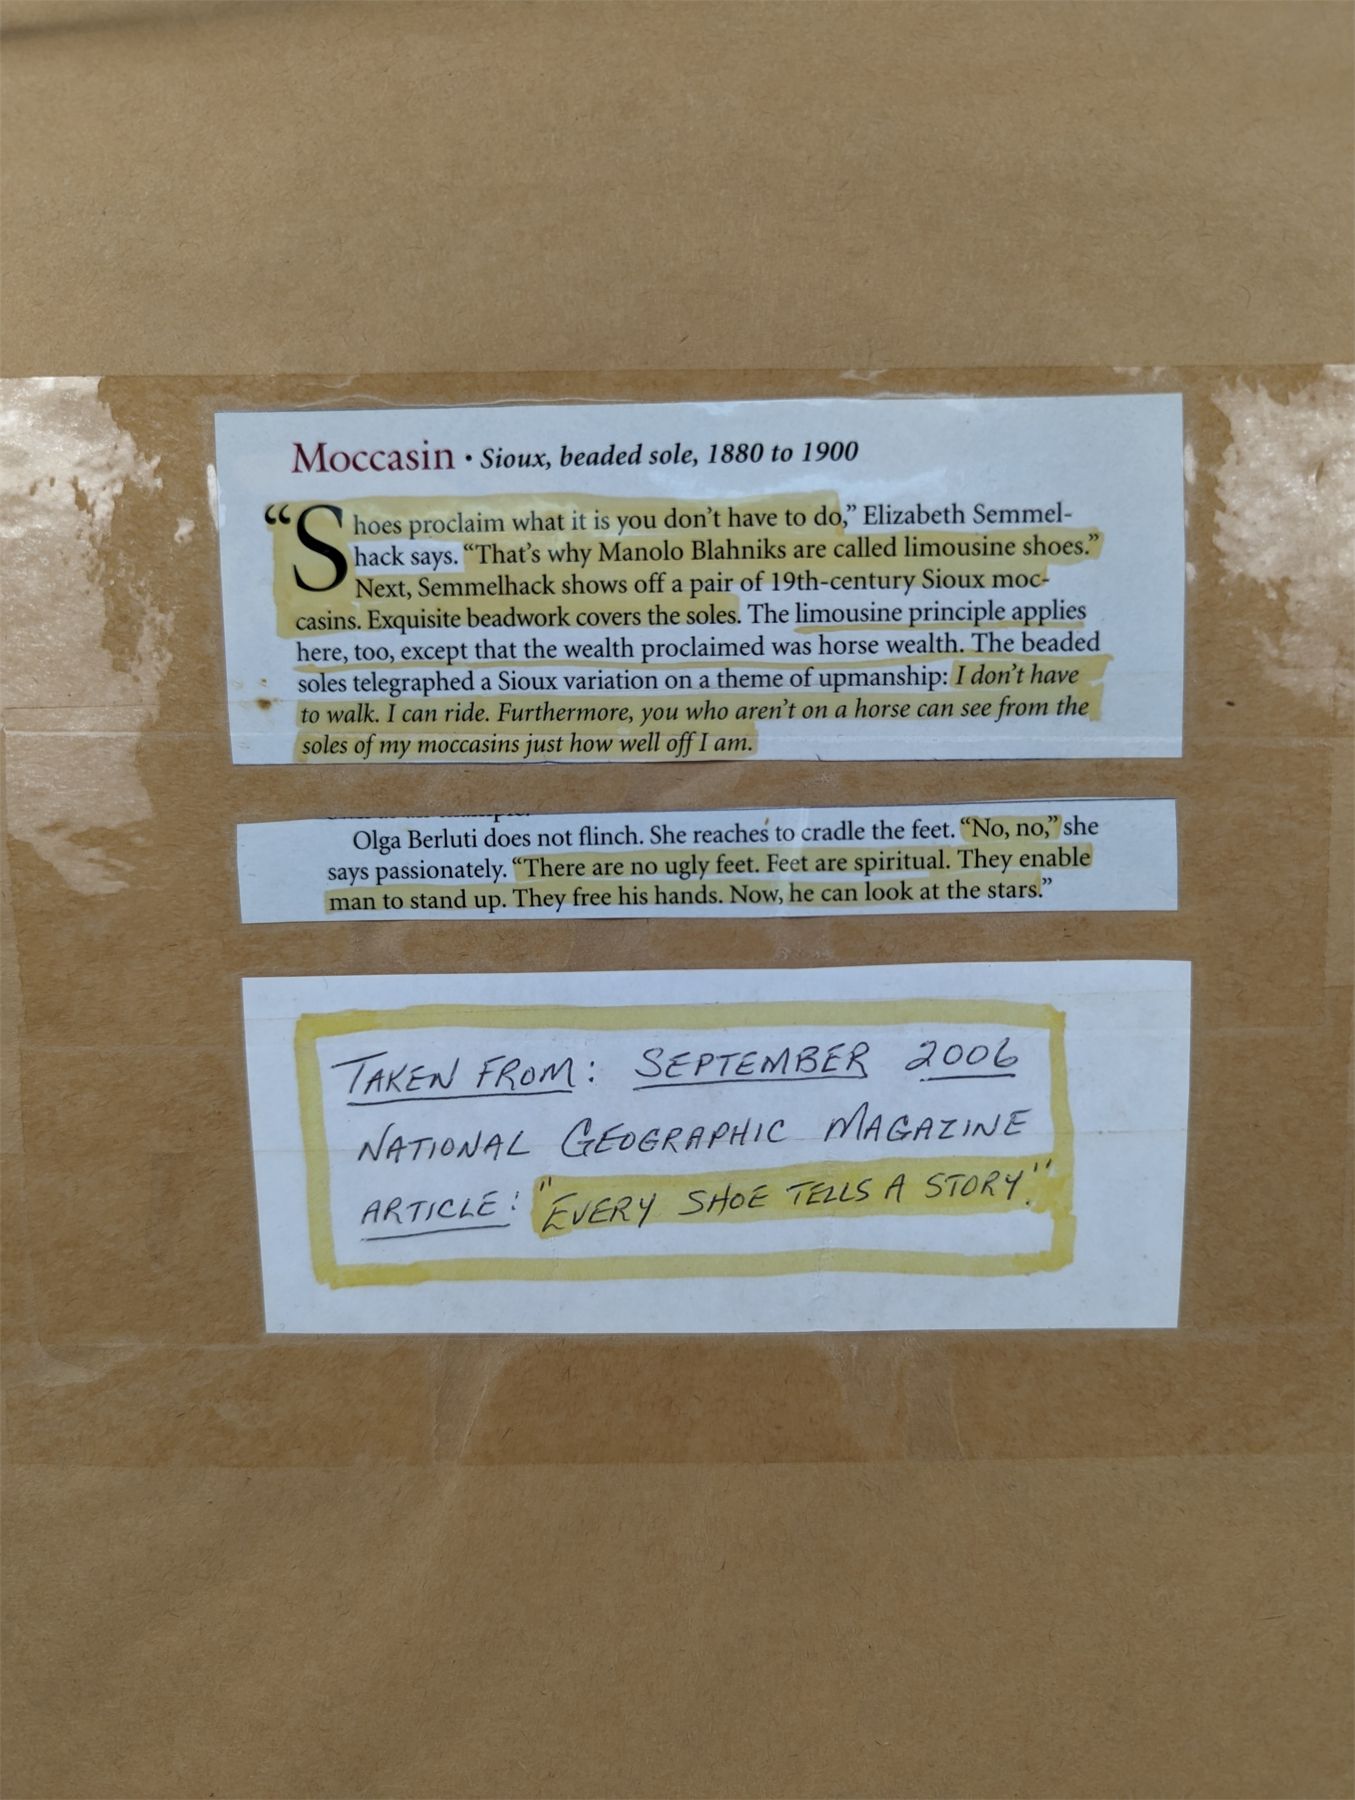 Moccasin • Sioux, beaded sole, 1880 to 1900
“Shoes proclaim what it is you don’t have to do,” Elizabeth Semmel-
hack says. “That’s why Manolo Blahniks are called limousine shoes.”
Next, Semmelhack shows off a pair of 19th-century Sioux moc-
casins. Exquisite beadwork covers the soles. The limousine principle applies
here, too, except that the wealth proclaimed was horse wealth. The beaded
soles telegraphed a Sioux variation on a theme of upmanship: I don’t have
to walk. I can ride. Furthermore, you who aren’t on a horse can see from the
soles of my moccasins just how well off I am.
Olga Berluti does not flinch. She reaches to cradle the feet. “No, no,” she
says passionately. “There are no ugly feet. Feet are spiritual. They enable
man to stand up. They free his hands. Now, he can look at the stars.”
TAKEN FROM: SEPTEMBER 2006
NATIONAL GEOGRAPHIC MAGAZINE
ARTICLE: "EVERY SHOE TELLS A STORY."